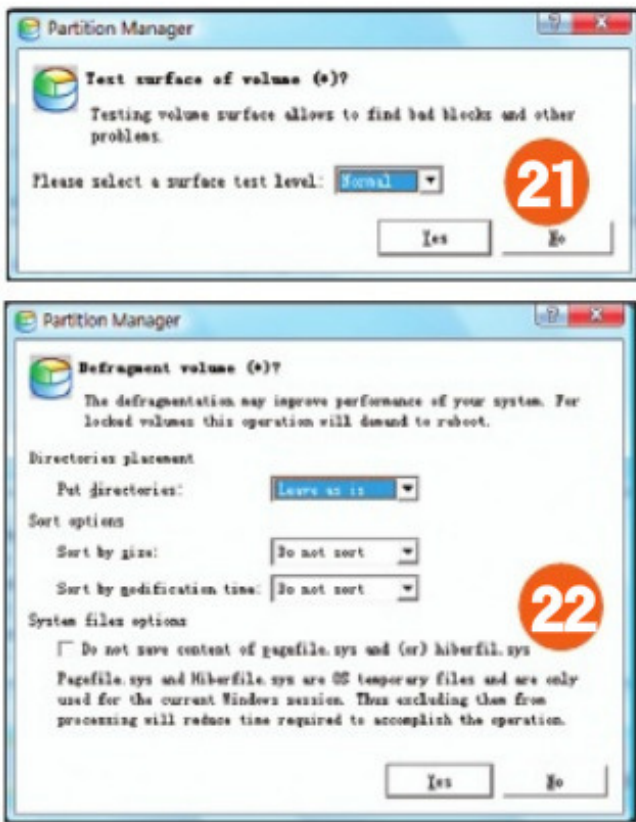 Partition Manager
Test surface of volume (*)?
Testing volume surface allows to find bad blocks and other
problems.
Please select a surface test level: Normal
21
Yes No
Partition Manager
Defragment volume (*)?
The defragmentation may improve performance of your system. For
locked volumes this operation will demand to reboot.
Directories placement
Put directories: Leave as is
Sort options
Sort by size: Do not sort
Sort by modification time: Do not sort
22
System files options
Do not save content of pagefile.sys and (or) hiberfil.sys
Pagefile.sys and Hiberfile.sys are OS temporary files and are only
used for the current Windows session. Thus excluding them from
processing will reduce time required to accomplish the operation.
Yes No